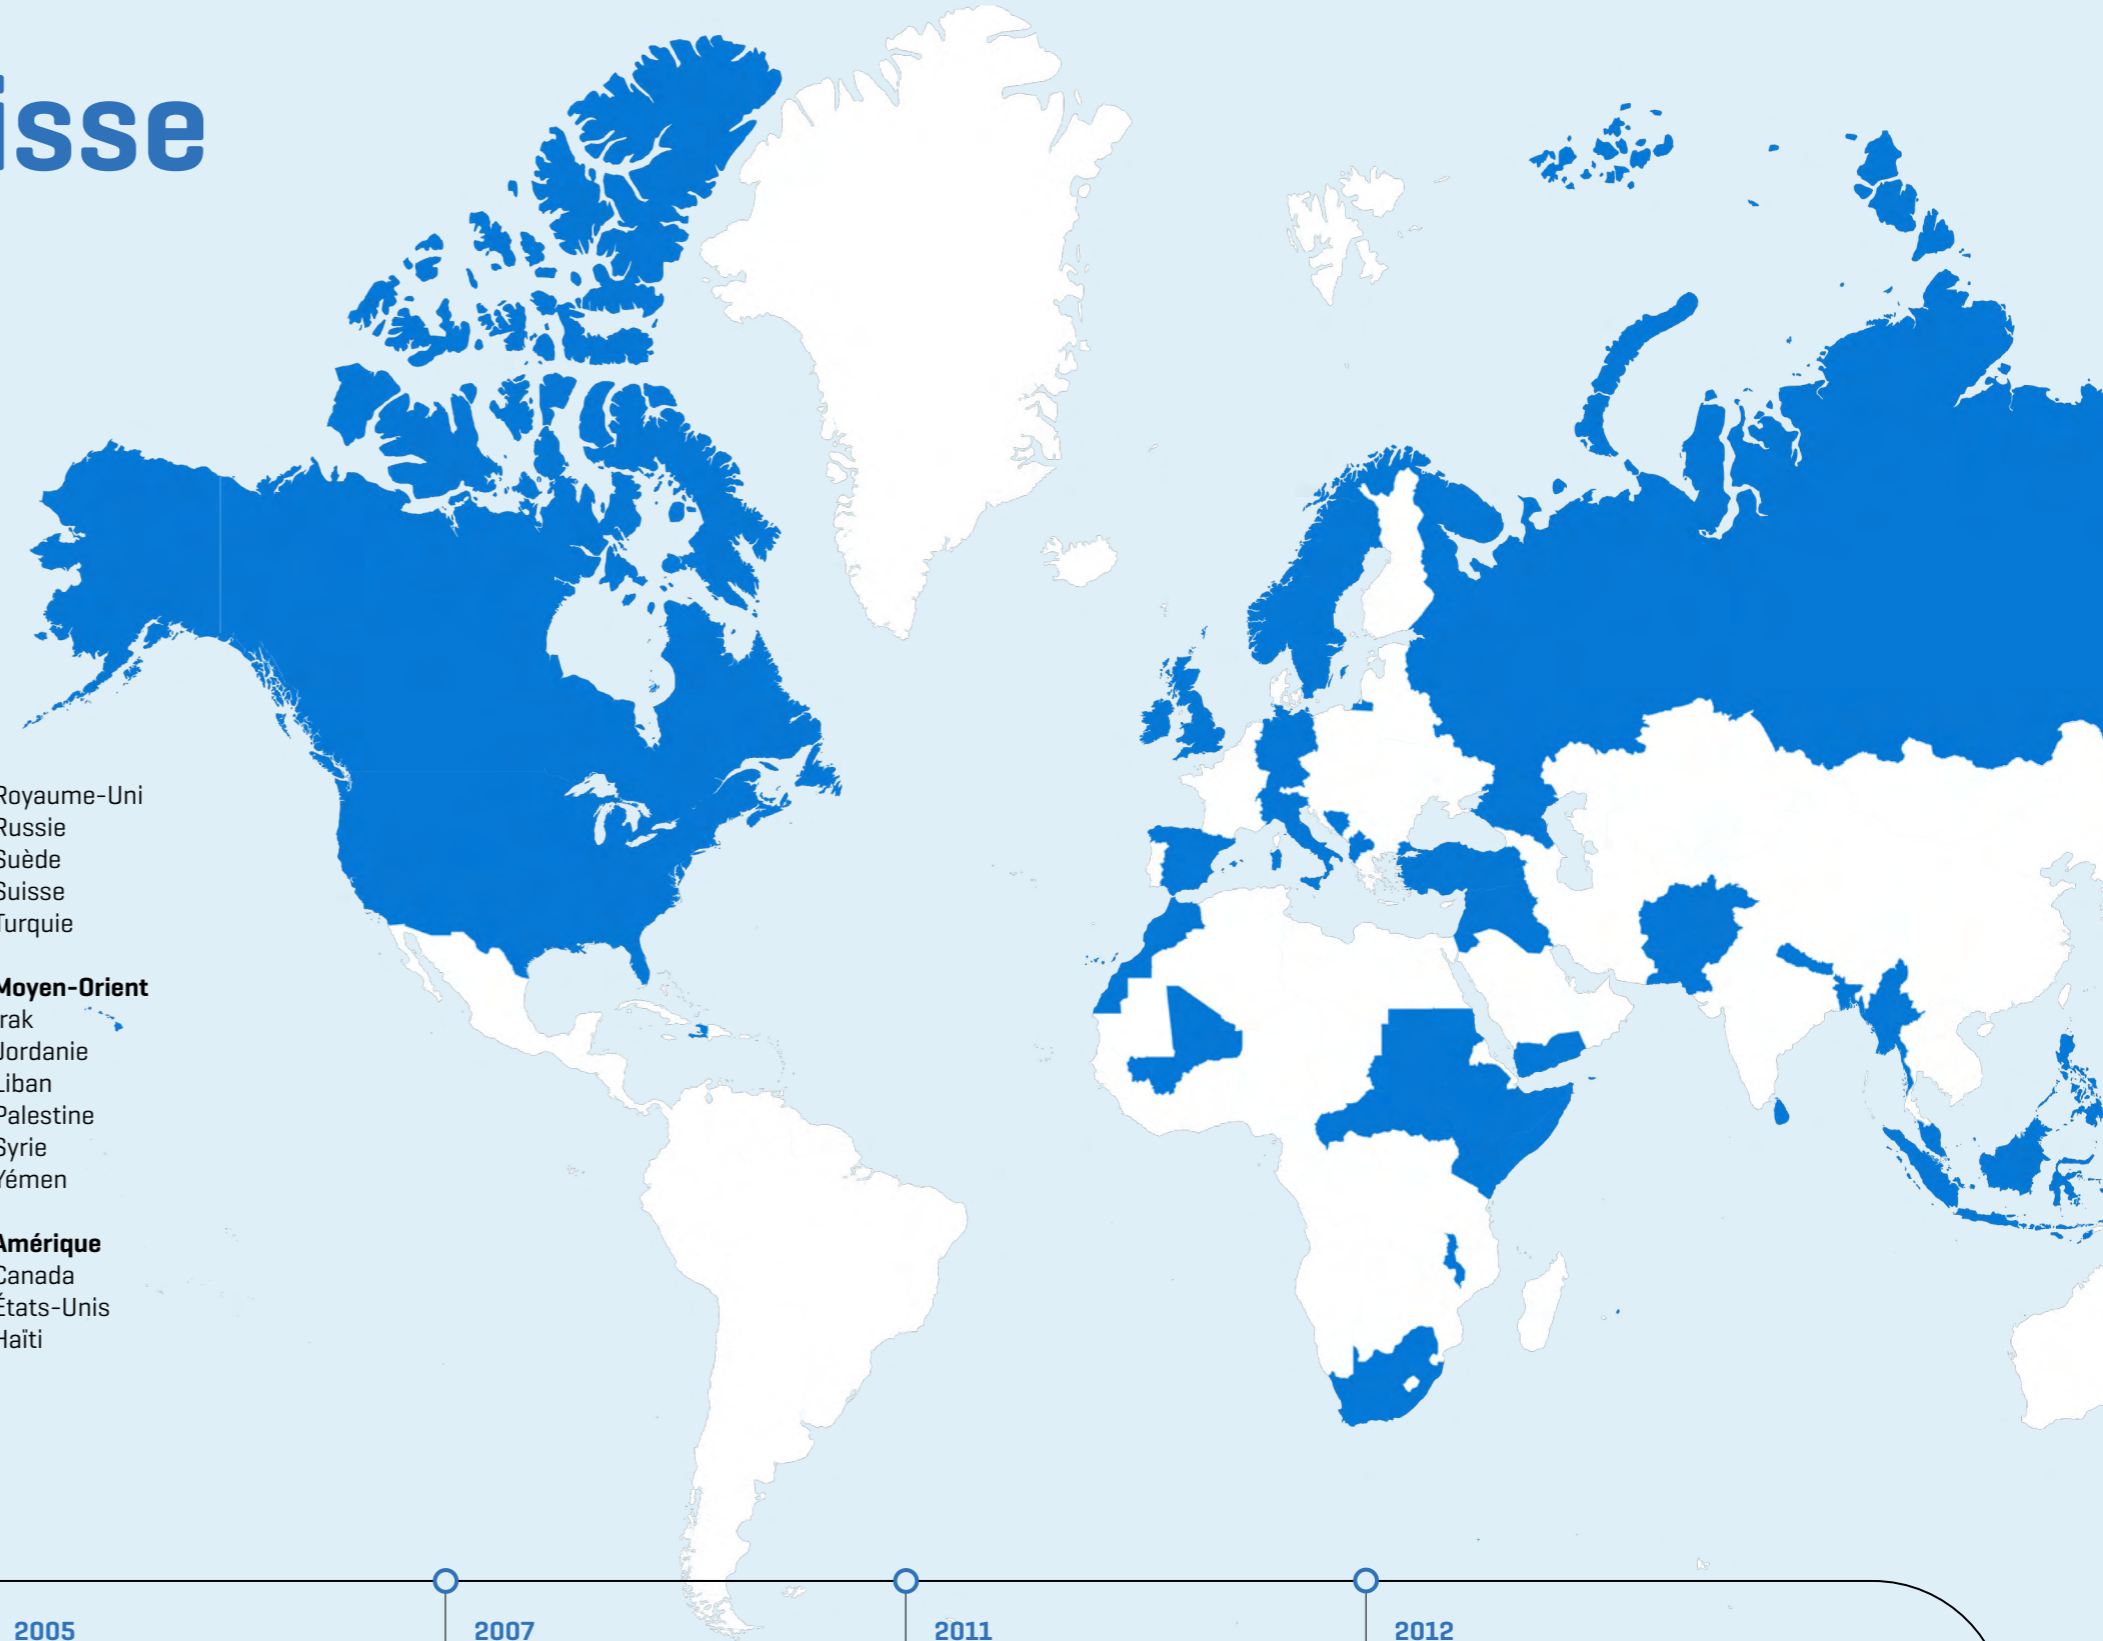 isse
Royaume-Uni
Russie
Suède
Suisse
Turquie
Moyen-Orient
Irak
Jordanie
Liban
Palestine
Syrie
Yémen
Amérique
Canada
États-Unis
Haïti
2005
2007
2011
2012